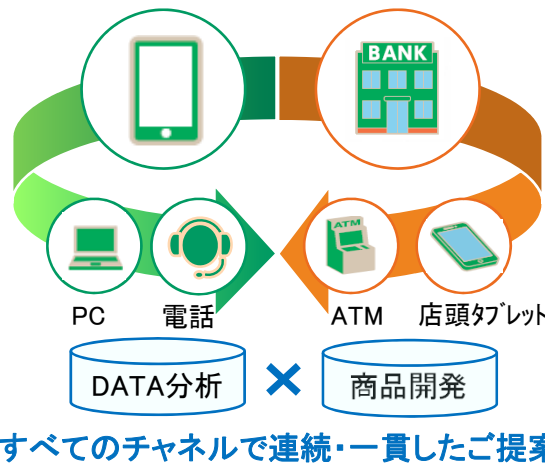 BANK
ATM
PC
電話
ATM
店頭タブレット
DATA分析
×
商品開発
すべてのチャネルで連続・一貫したご提案